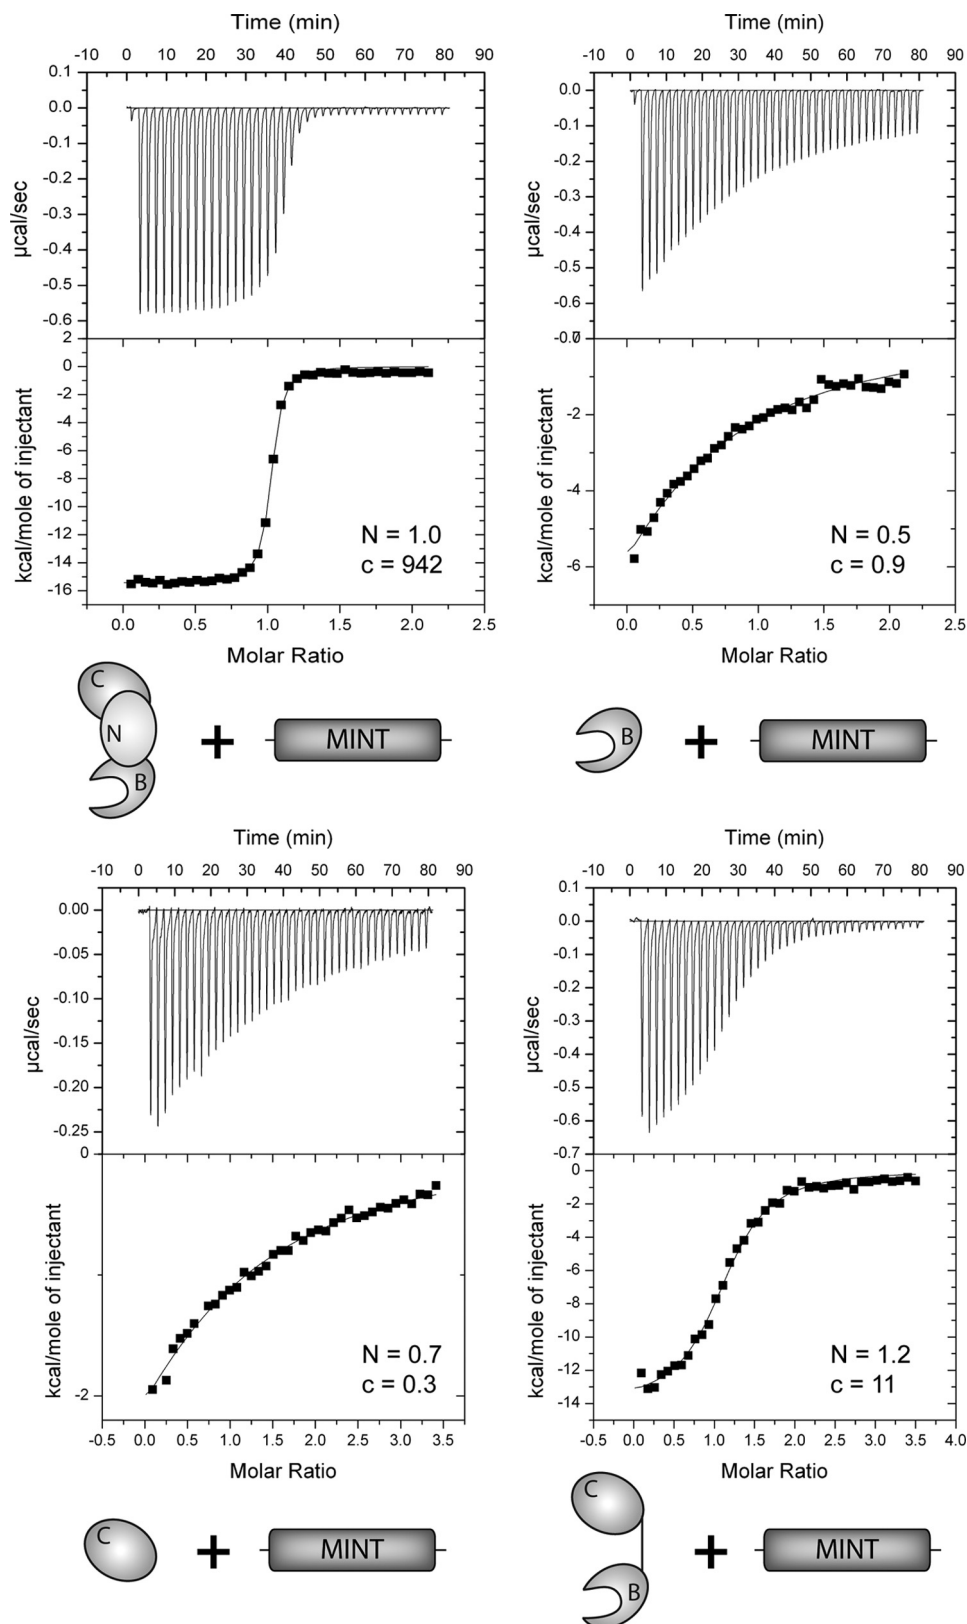 Time (min)
-10 0 10 20 30 40 50 60 70 80 90
0.1
0.0
-0.1
-0.2
-0.3
-0.4
-0.5
-0.6
µcal/sec
2
0
-2
-4
-6
-8
-10
-12
-14
-16
kcal/mole of injectant
N = 1.0
c = 942
0.0 0.5 1.0 1.5 2.0 2.5
Molar Ratio
C
N
B
+
MINT
Time (min)
-10 0 10 20 30 40 50 60 70 80 90
0.0
-0.1
-0.2
-0.3
-0.4
-0.5
-0.6
-0.7
µcal/sec
-2
-4
-6
kcal/mole of injectant
N = 0.5
c = 0.9
0.0 0.5 1.0 1.5 2.0 2.5
Molar Ratio
B
+
MINT
Time (min)
-10 0 10 20 30 40 50 60 70 80 90
0.00
-0.05
-0.10
-0.15
-0.20
-0.25
µcal/sec
0
-2
kcal/mole of injectant
N = 0.7
c = 0.3
-0.5 0.0 0.5 1.0 1.5 2.0 2.5 3.0 3.5
Molar Ratio
C
+
MINT
Time (min)
-10 0 10 20 30 40 50 60 70 80 90
0.1
0.0
-0.1
-0.2
-0.3
-0.4
-0.5
-0.6
-0.7
µcal/sec
0
-2
-4
-6
-8
-10
-12
-14
kcal/mole of injectant
N = 1.2
c = 11
-0.5 0.0 0.5 1.0 1.5 2.0 2.5 3.0 3.5 4.0
Molar Ratio
C
B
+
MINT